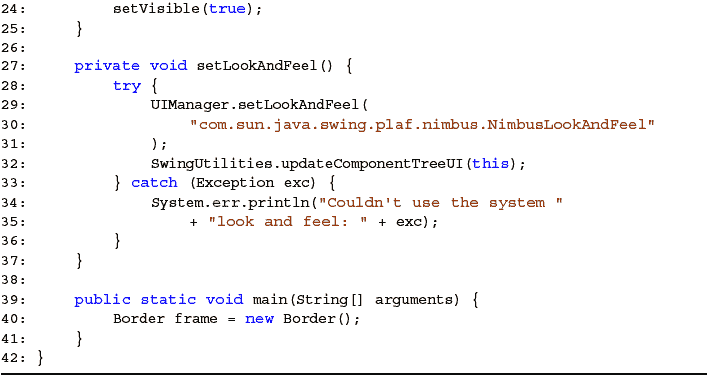 24:         setVisible(true);
25:     }
26:
27:     private void setLookAndFeel() {
28:         try {
29:             UIManager.setLookAndFeel(
30:                 "com.sun.java.swing.plaf.nimbus.NimbusLookAndFeel"
31:             );
32:             SwingUtilities.updateComponentTreeUI(this);
33:         } catch (Exception exc) {
34:             System.err.println("Couldn't use the system "
35:                 + "look and feel: " + exc);
36:         }
37:     }
38:
39:     public static void main(String[] arguments) {
40:         Border frame = new Border();
41:     }
42: }